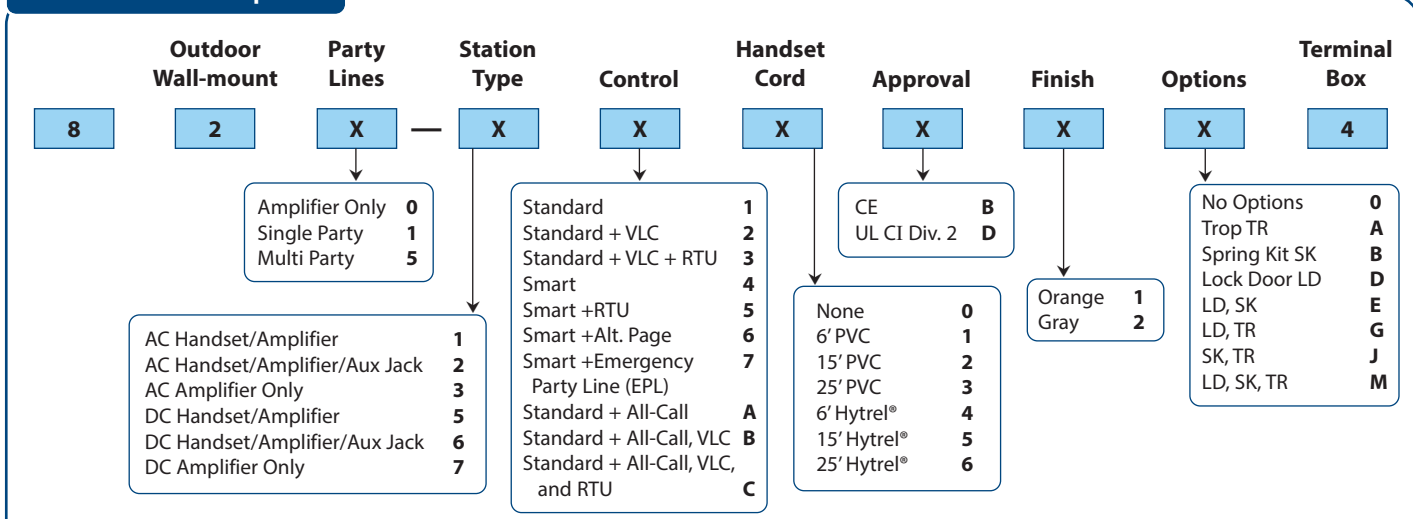 Outdoor Wall-mount
Party Lines
Station Type
Control
Handset Cord
Approval
Finish
Options
Terminal Box
8 2 X — X X X X X X 4
Amplifier Only 0
Single Party 1
Multi Party 5
AC Handset/Amplifier 1
AC Handset/Amplifier/Aux Jack 2
AC Amplifier Only 3
DC Handset/Amplifier 5
DC Handset/Amplifier/Aux Jack 6
DC Amplifier Only 7
Standard 1
Standard + VLC 2
Standard + VLC + RTU 3
Smart 4
Smart +RTU 5
Smart +Alt. Page 6
Smart +Emergency 7
Party Line (EPL)
Standard + All-Call A
Standard + All-Call, VLC B
Standard + All-Call, VLC,
and RTU C
None 0
6’ PVC 1
15’ PVC 2
25’ PVC 3
6’ Hytrel® 4
15’ Hytrel® 5
25’ Hytrel® 6
CE B
UL CI Div. 2 D
Orange 1
Gray 2
No Options 0
Trop TR A
Spring Kit SK B
Lock Door LD D
LD, SK E
LD, TR G
SK, TR J
LD, SK, TR M